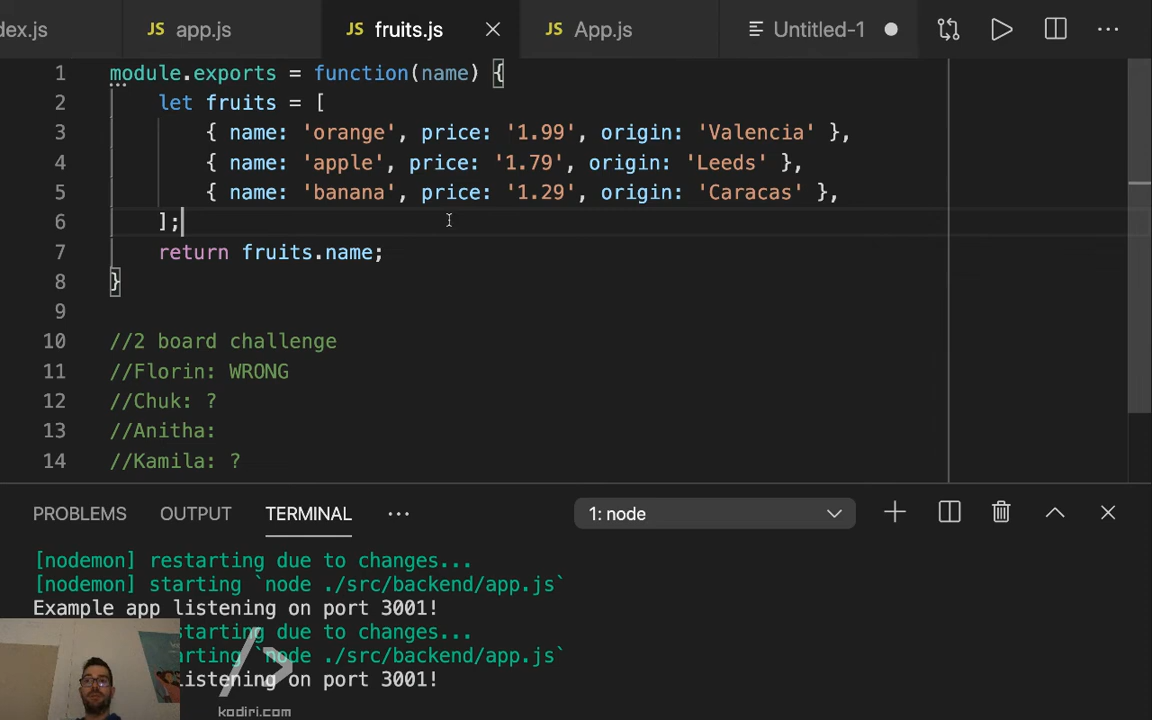 dex.js JS app.js JS fruits.js JS App.js Untitled-1
1 module.exports = function(name) {
2 let fruits = [
3 { name: 'orange', price: '1.99', origin: 'Valencia' },
4 { name: 'apple', price: '1.79', origin: 'Leeds' },
5 { name: 'banana', price: '1.29', origin: 'Caracas' },
6 ];
7 return fruits.name;
8 }
9
10 //2 board challenge
11 //Florin: WRONG
12 //Chuk: ?
13 //Anitha:
14 //Kamila: ?
PROBLEMS OUTPUT TERMINAL ... 1: node
[nodemon] restarting due to changes...
[nodemon] starting `node ./src/backend/app.js`
Example app listening on port 3001!
starting due to changes...
arting `node ./src/backend/app.js`
listening on port 3001!
kodiri.com